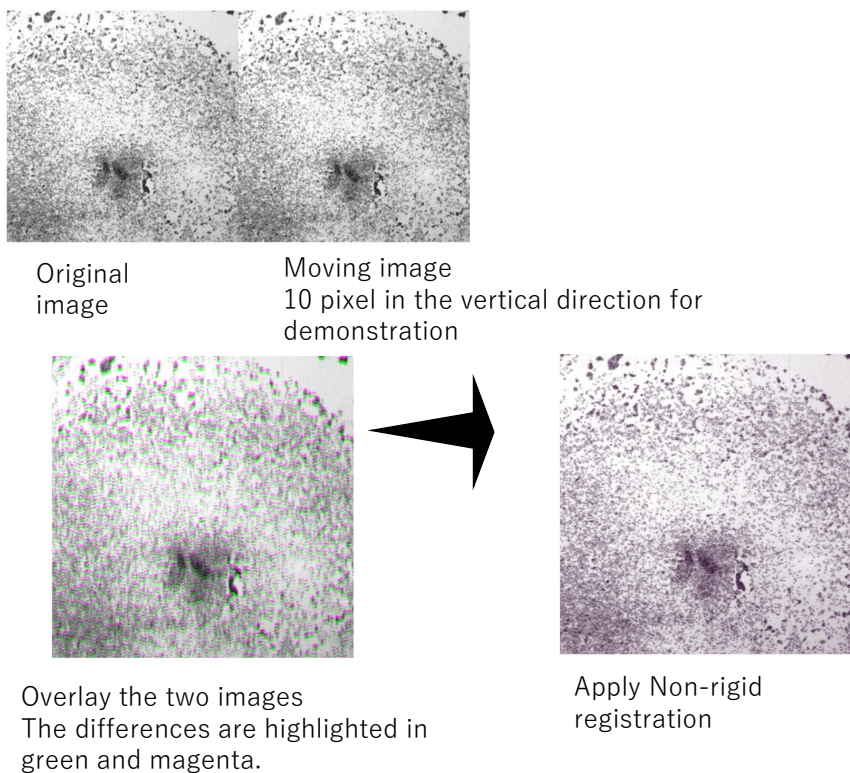 Original
image
Moving image
10 pixel in the vertical direction for
demonstration
Overlay the two images
The differences are highlighted in
green and magenta.
Apply Non-rigid
registration